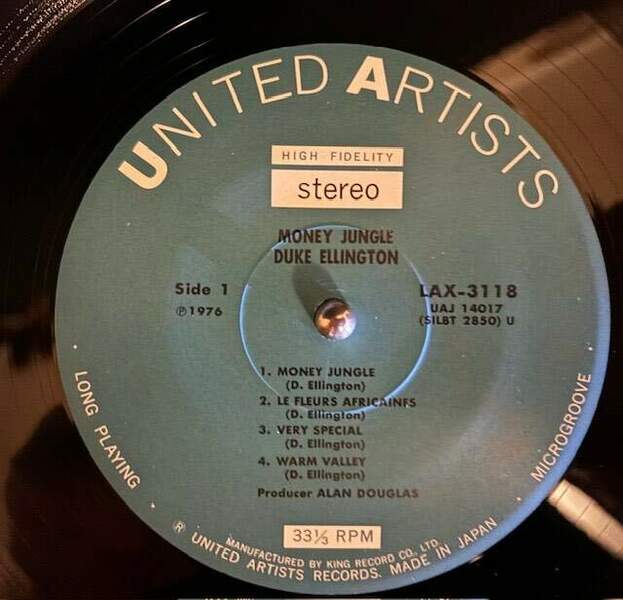 UNITED ARTISTS
HIGH FIDELITY
stereo
MONEY JUNGLE
DUKE ELLINGTON
Side 1
℗1976
LAX-3118
UAJ 14017
(SILBT 2850) U
1. MONEY JUNGLE
(D. Ellington)
2. LE FLEURS AFRICAINFS
(D. Ellington)
3. VERY SPECIAL
(D. Ellington)
4. WARM VALLEY
(D. Ellington)
Producer ALAN DOUGLAS
LONG PLAYING
MICROGROOVE
33⅓ RPM
MANUFACTURED BY KING RECORD CO., LTD.
® UNITED ARTISTS RECORDS. MADE IN JAPAN